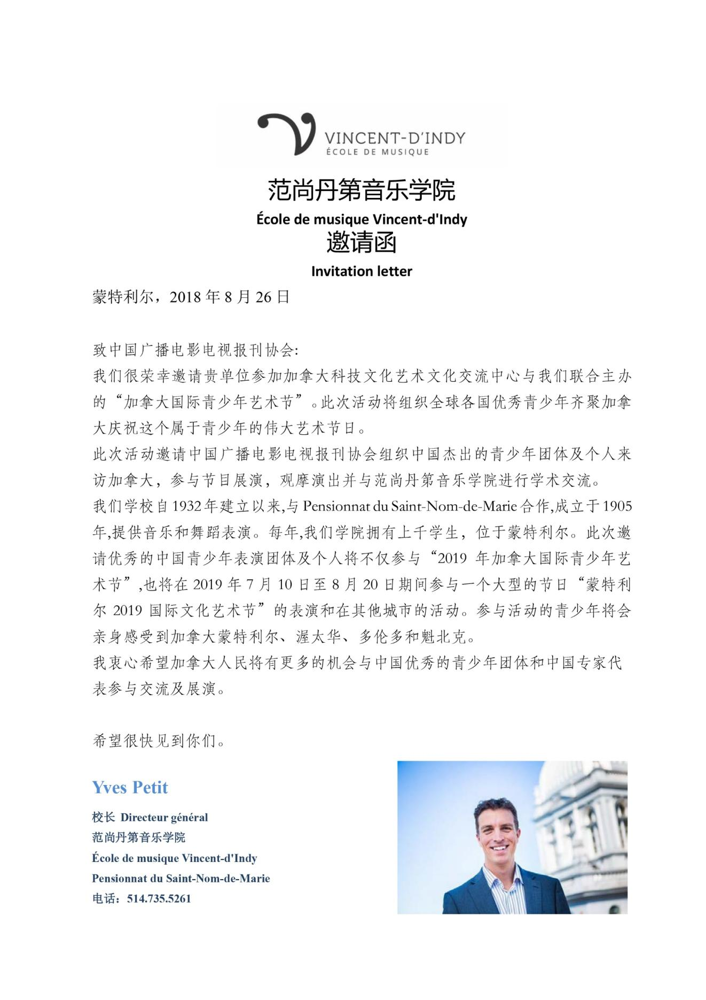 VINCENT-D'INDY
ÉCOLE DE MUSIQUE
范尚丹第音乐学院
École de musique Vincent-d'Indy
邀请函
Invitation letter
蒙特利尔，2018 年 8 月 26 日
致中国广播电影电视报刊协会:
我们很荣幸邀请贵单位参加加拿大科技文化艺术文化交流中心与我们联合主办
的“加拿大国际青少年艺术节”。此次活动将组织全球各国优秀青少年齐聚加拿
大庆祝这个属于青少年的伟大艺术节日。
此次活动邀请中国广播电影电视报刊协会组织中国杰出的青少年团体及个人来
访加拿大，参与节目展演，观摩演出并与范尚丹第音乐学院进行学术交流。
我们学校自 1932 年建立以来,与 Pensionnat du Saint-Nom-de-Marie 合作,成立于 1905
年,提供音乐和舞蹈表演。每年,我们学院拥有上千学生，位于蒙特利尔。此次邀
请优秀的中国青少年表演团体及个人将不仅参与“2019 年加拿大国际青少年艺
术节”,也将在 2019 年 7 月 10 日至 8 月 20 日期间参与一个大型的节日“蒙特利
尔 2019 国际文化艺术节”的表演和在其他城市的活动。参与活动的青少年将会
亲身感受到加拿大蒙特利尔、渥太华、多伦多和魁北克。
我衷心希望加拿大人民将有更多的机会与中国优秀的青少年团体和中国专家代
表参与交流及展演。
希望很快见到你们。
Yves Petit
校长 Directeur général
范尚丹第音乐学院
École de musique Vincent-d'Indy
Pensionnat du Saint-Nom-de-Marie
电话：514.735.5261